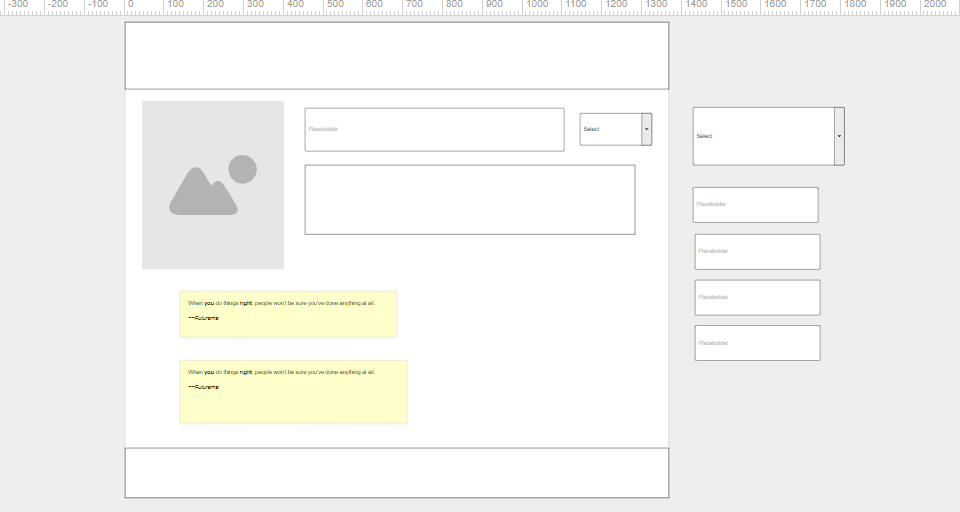 -300 -200 -100 0 100 200 300 400 500 600 700 800 900 1000 1100 1200 1300 1400 1500 1600 1700 1800 1900 2000
Placeholder
Select
Select
Placeholder
Placeholder
Placeholder
Placeholder
When you do things right, people won't be sure you've done anything at all.
--Futurama
When you do things right, people won't be sure you've done anything at all.
--Futurama